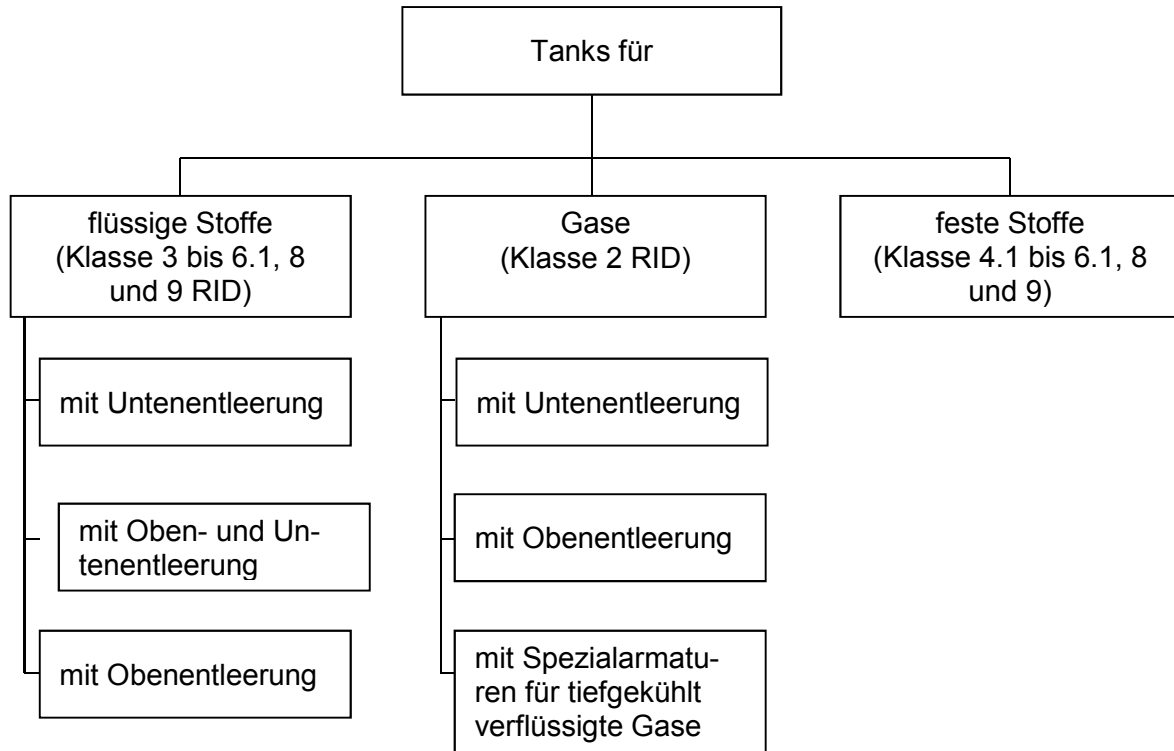 Tanks für
flüssige Stoffe
(Klasse 3 bis 6.1, 8
und 9 RID)
mit Untenentleerung
mit Oben- und Un-
tenentleerung
mit Obenentleerung
Gase
(Klasse 2 RID)
mit Untenentleerung
mit Obenentleerung
mit Spezialarmatu-
ren für tiefgekühlt
verflüssigte Gase
feste Stoffe
(Klasse 4.1 bis 6.1, 8
und 9)